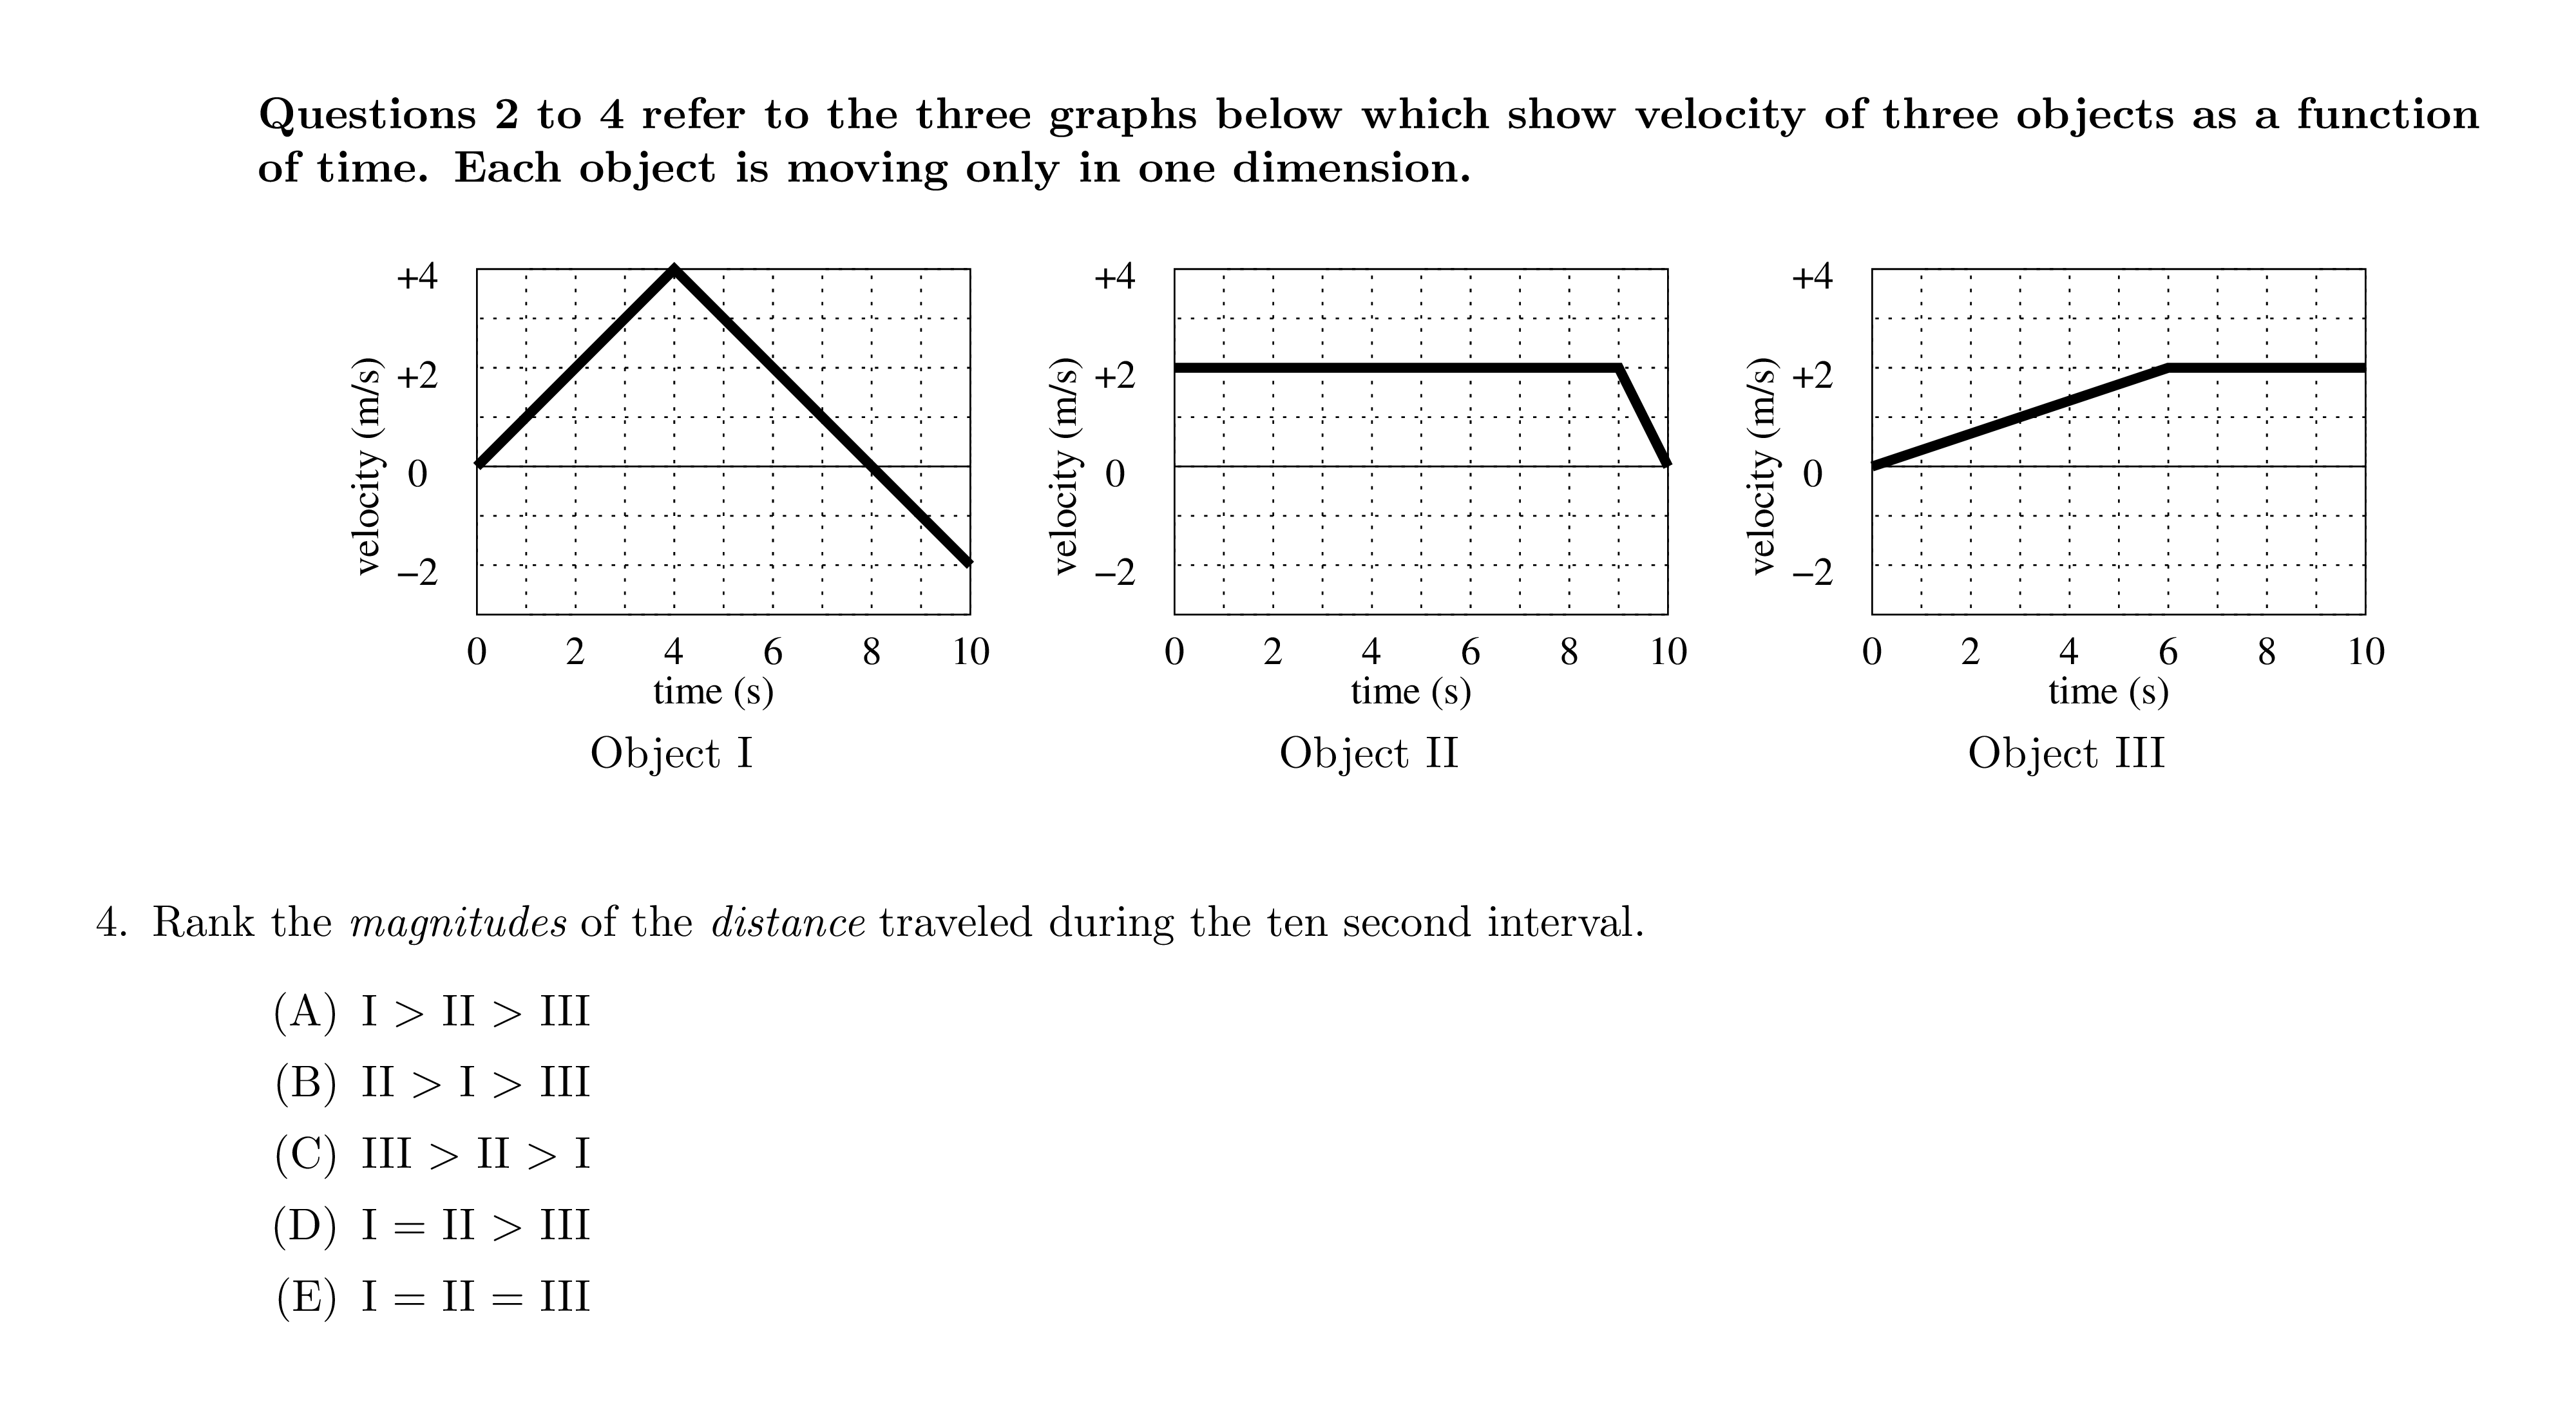 Questions 2 to 4 refer to the three graphs below which show velocity of three objects as a function
of time. Each object is moving only in one dimension.
velocity (m/s)
+4
+2
0
−2
0 2 4 6 8 10
time (s)
Object I
velocity (m/s)
+4
+2
0
−2
0 2 4 6 8 10
time (s)
Object II
velocity (m/s)
+4
+2
0
−2
0 2 4 6 8 10
time (s)
Object III
4. Rank the magnitudes of the distance traveled during the ten second interval.
(A) I > II > III
(B) II > I > III
(C) III > II > I
(D) I = II > III
(E) I = II = III